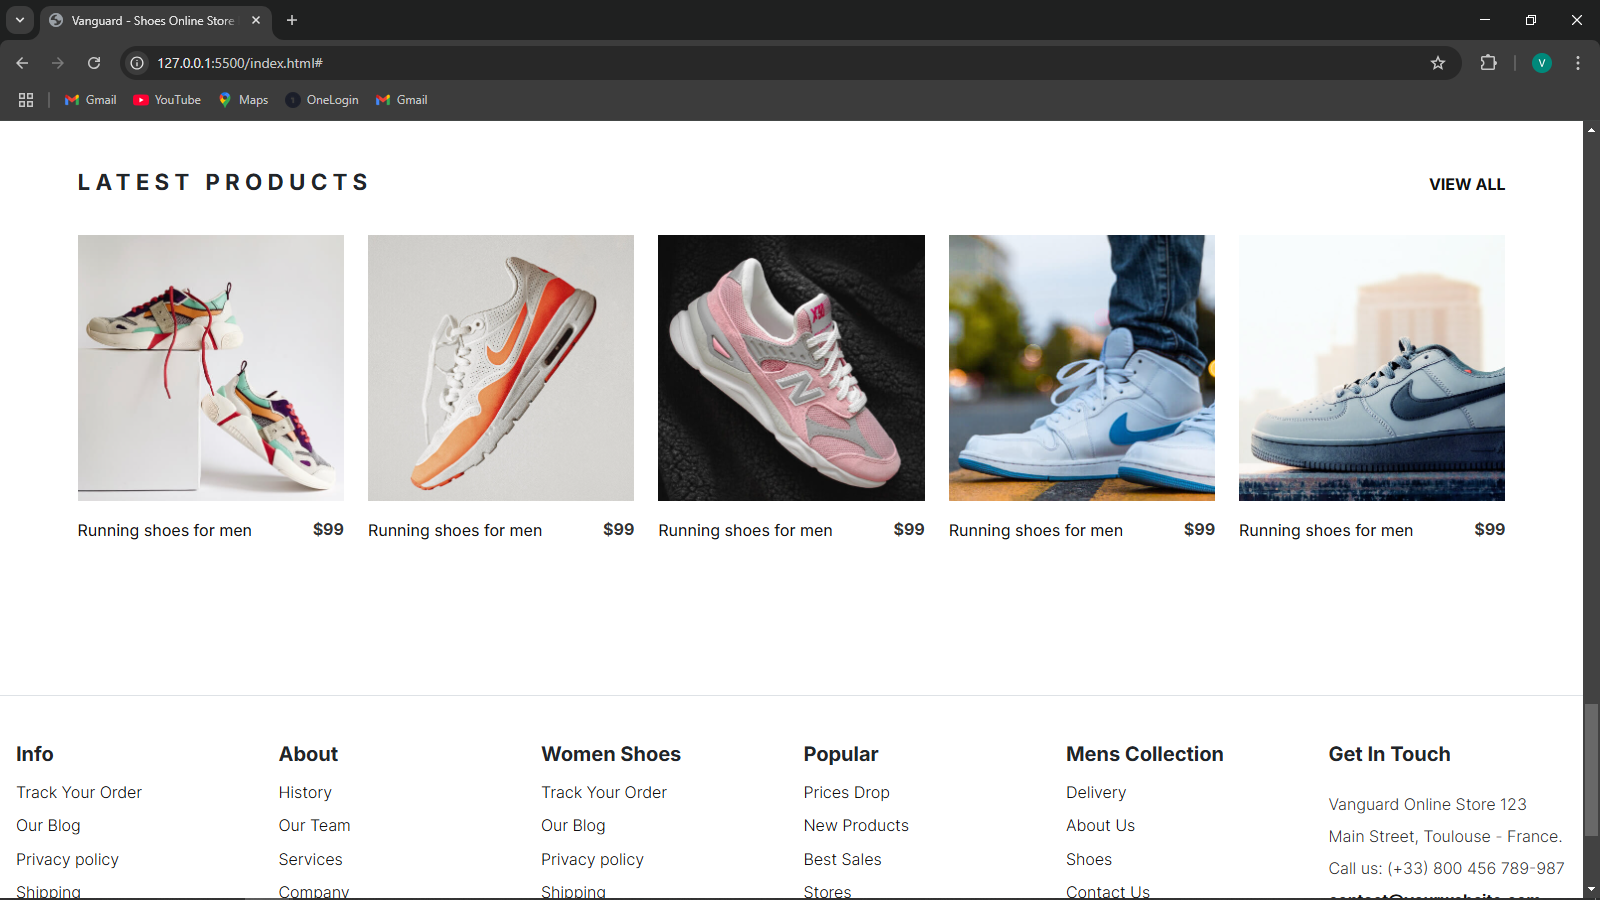 Vanguard - Shoes Online Store
127.0.0.1:5500/index.html#
V
Gmail
YouTube
Maps
OneLogin
Gmail
LATEST PRODUCTS
VIEW ALL
X90
N
Running shoes for men $99
Running shoes for men $99
Running shoes for men $99
Running shoes for men $99
Running shoes for men $99
Info
Track Your Order
Our Blog
Privacy policy
Shipping
About
History
Our Team
Services
Company
Women Shoes
Track Your Order
Our Blog
Privacy policy
Shipping
Popular
Prices Drop
New Products
Best Sales
Stores
Mens Collection
Delivery
About Us
Shoes
Contact Us
Get In Touch
Vanguard Online Store 123
Main Street, Toulouse - France.
Call us: (+33) 800 456 789-987
contact@yourwebsite.com